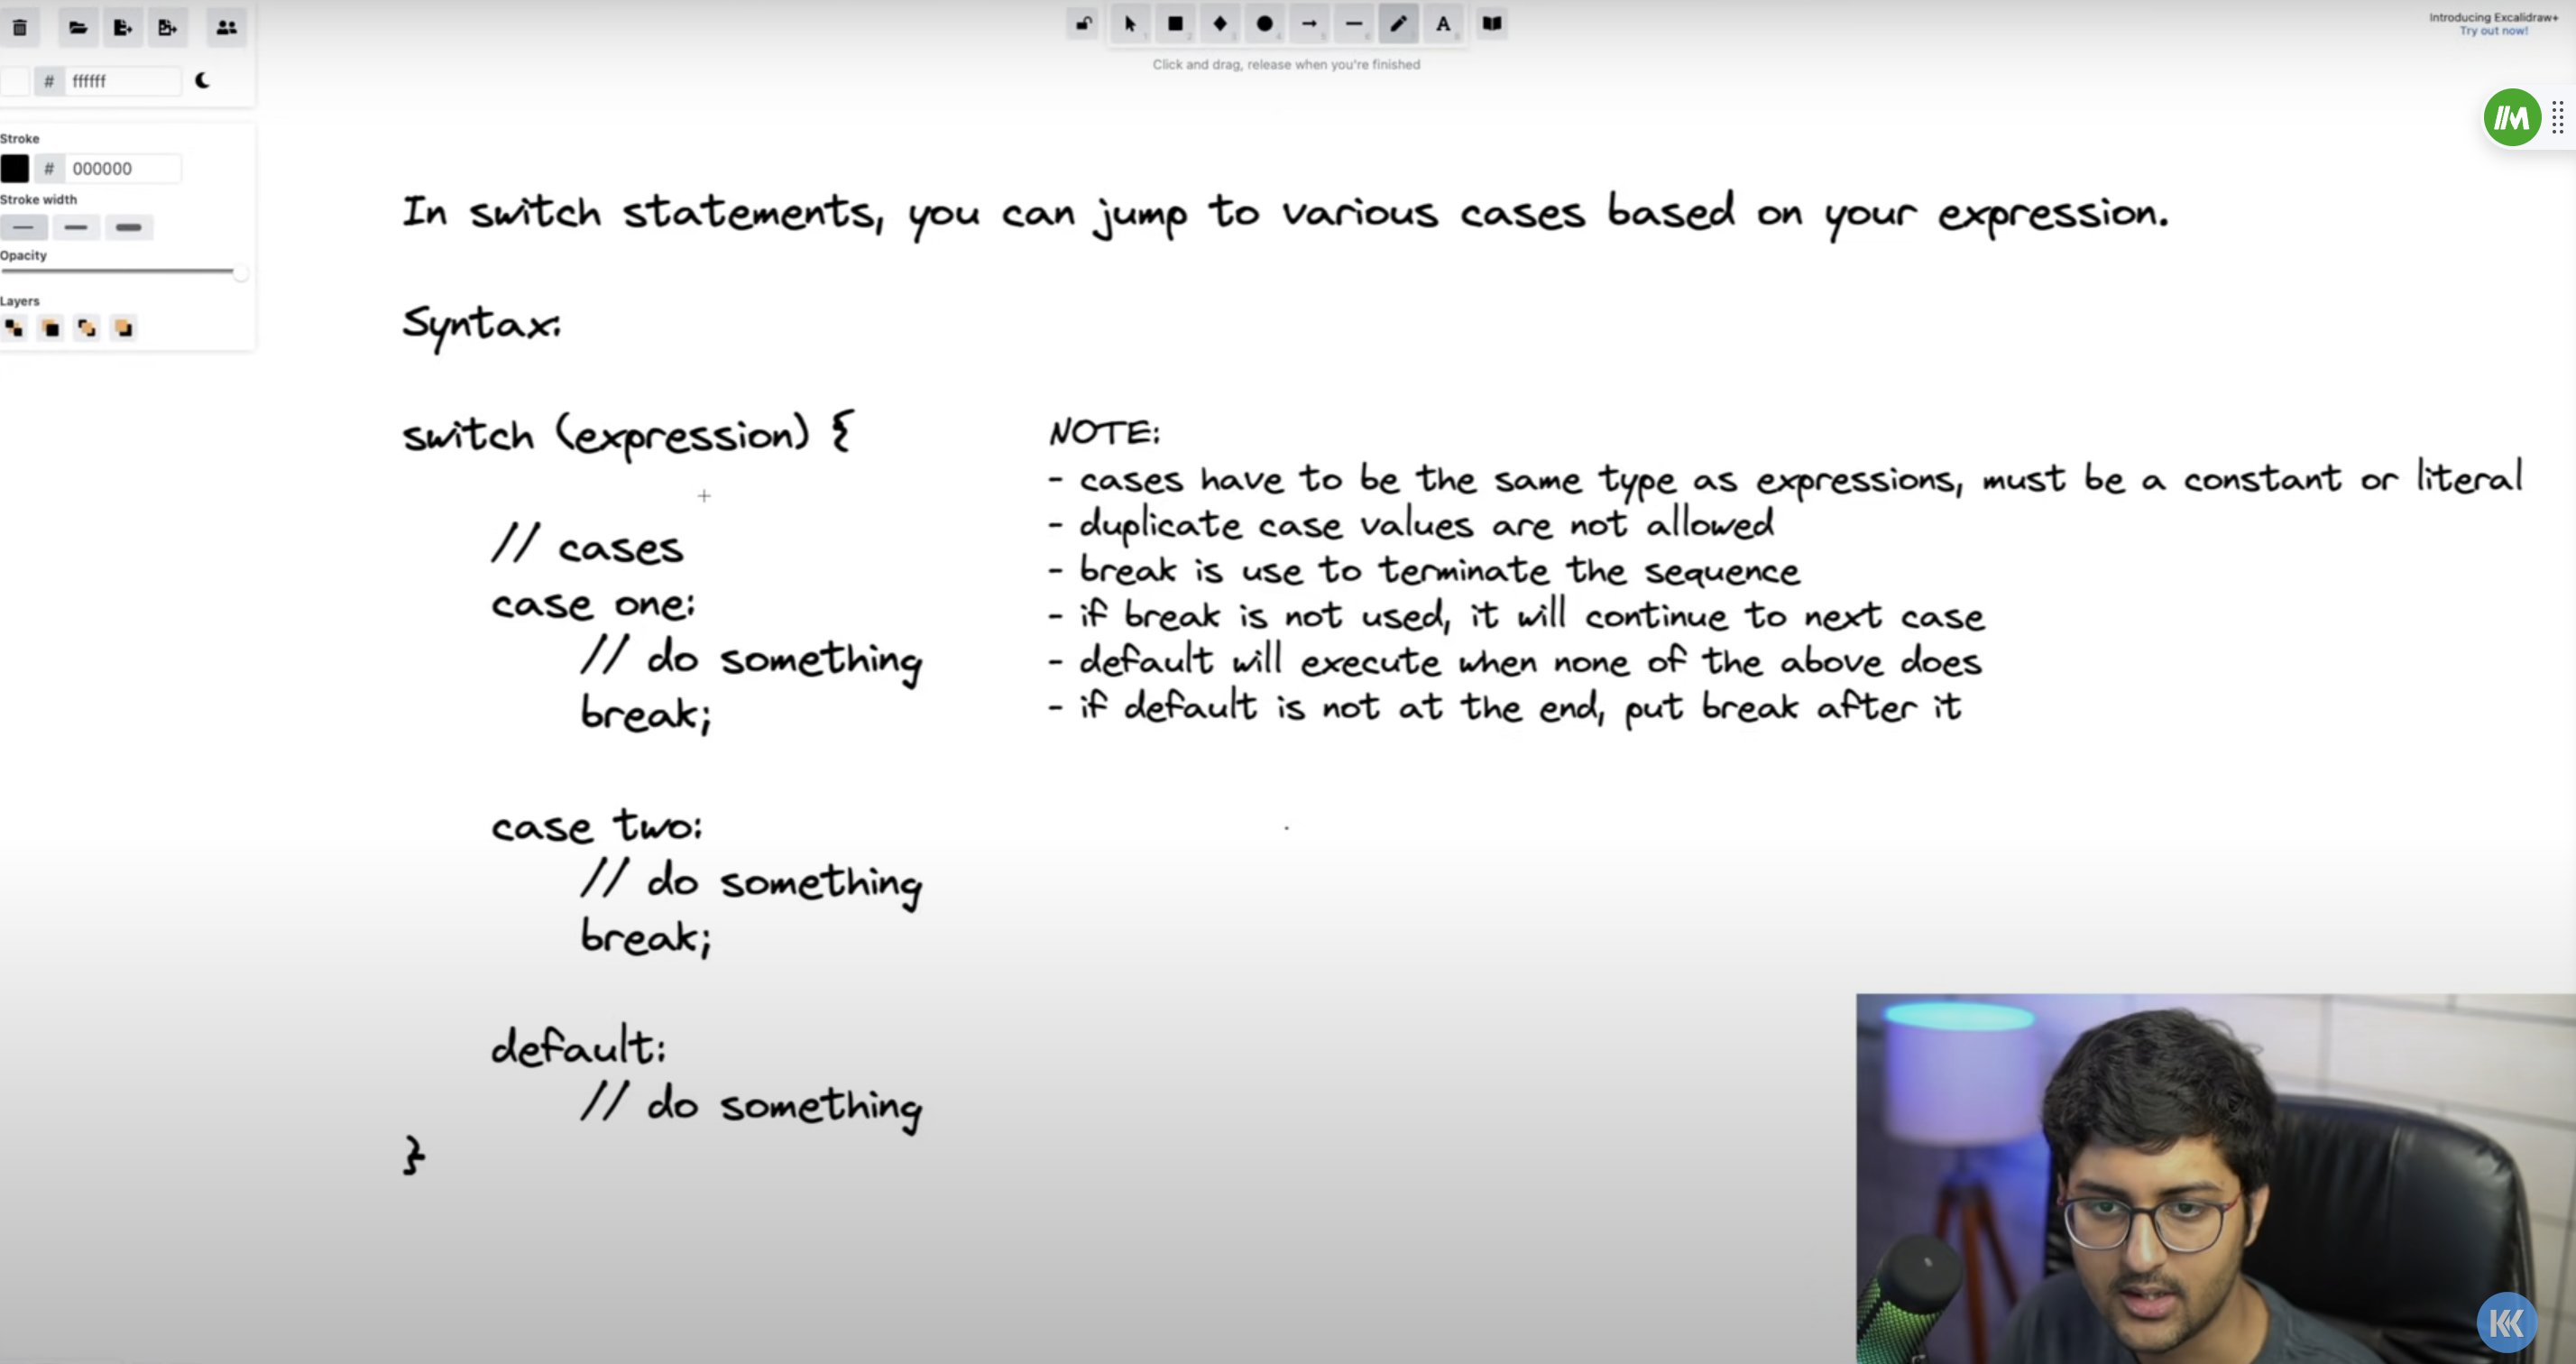 Introducing Excalidraw+
Try out now!
# ffffff
Click and drag, release when you're finished
Stroke
# 000000
Stroke width
Opacity
Layers
In switch statements, you can jump to various cases based on your expression.
Syntax:
switch (expression) {
// cases
case one:
// do something
break;
case two:
// do something
break;
default:
// do something
}
NOTE:
- cases have to be the same type as expressions, must be a constant or literal
- duplicate case values are not allowed
- break is use to terminate the sequence
- if break is not used, it will continue to next case
- default will execute when none of the above does
- if default is not at the end, put break after it
KK